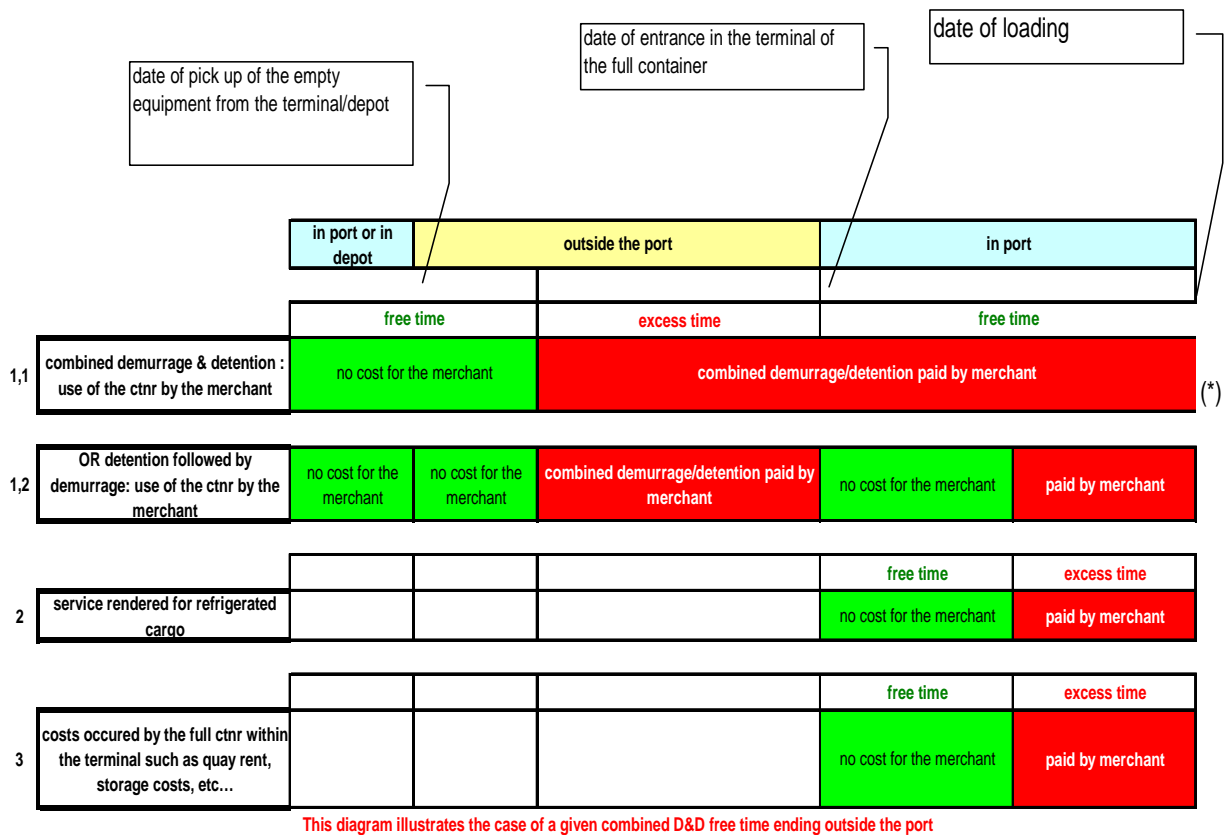 date of pick up of the empty
equipment from the terminal/depot
date of entrance in the terminal of
the full container
date of loading
in port or in
depot
outside the port
in port
free time
excess time
free time
1,1
combined demurrage & detention :
use of the ctnr by the merchant
no cost for the merchant
combined demurrage/detention paid by merchant
(*)
1,2
OR detention followed by
demurrage: use of the ctnr by the
merchant
no cost for the
merchant
no cost for the
merchant
combined demurrage/detention paid by
merchant
no cost for the merchant
paid by merchant
free time
excess time
2
service rendered for refrigerated
cargo
no cost for the merchant
paid by merchant
free time
excess time
3
costs occured by the full ctnr within
the terminal such as quay rent,
storage costs, etc…
no cost for the merchant
paid by merchant
This diagram illustrates the case of a given combined D&D free time ending outside the port